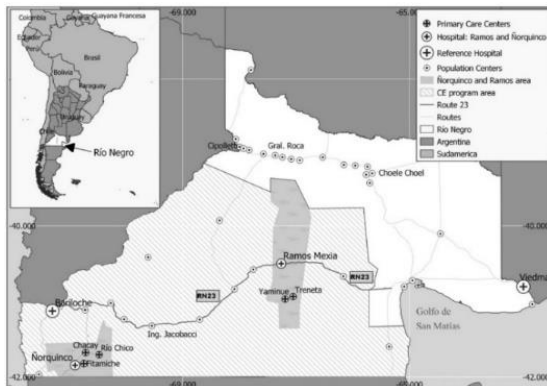 -69.000
-65.000
Colombia
Guyana
Guayana Francesa
Ecuador
Perú
Brasil
Bolivia
Paraguay
Uruguay
Chile
Río Negro
Primary Care Centers
Hospital: Ramos and Ñorquinco
Reference Hospital
Population Centers
Ñorquinco and Ramos area
CE program area
Route 23
Routes
Río Negro
Argentina
Sudamerica
Cipolletti
Gral. Roca
Choele Choel
-40.000
-40.000
Ramos Mexia
Viedma
RN23
Yaminue
Treneta
RN23
Bariloche
Golfo de
San Matías
Ing. Jacobacci
Chacay
Río Chico
Ñorquinco
Fitamiche
-42.000
-42.000
-69.000
-65.000